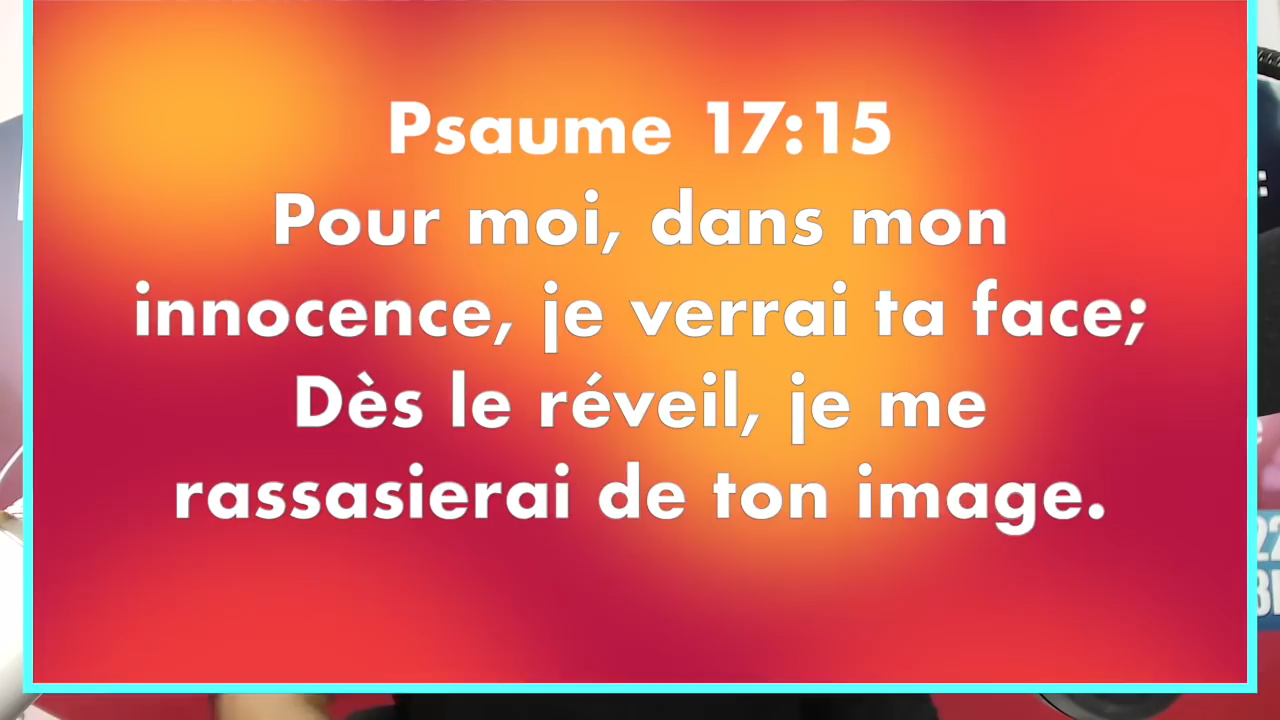 Psaume 17:15
Pour moi, dans mon
innocence, je verrai ta face;
Dès le réveil, je me
rassasierai de ton image.